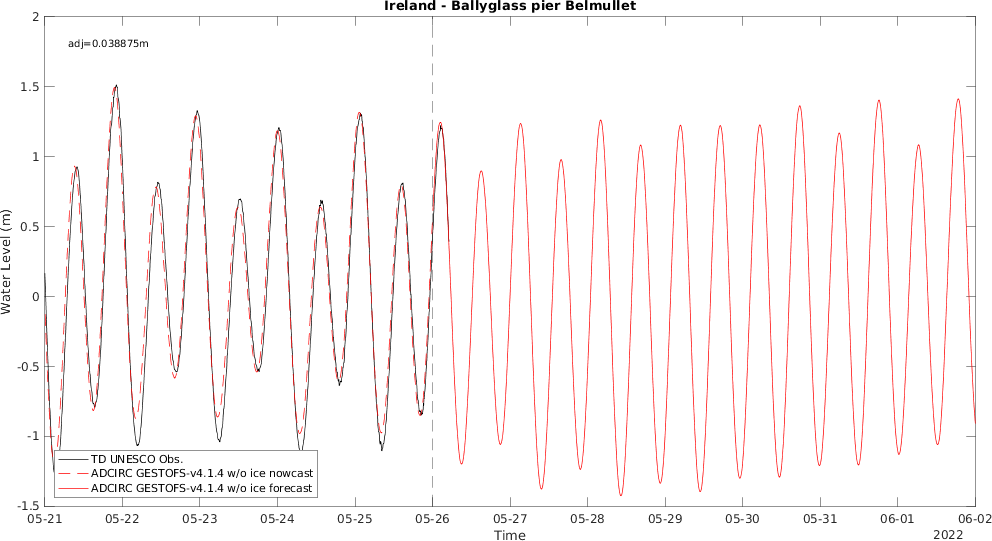 Ireland - Ballyglass pier Belmullet
adj=0.038875m
2
1.5
1
0.5
0
-0.5
-1
-1.5
Water Level (m)
TD UNESCO Obs.
ADCIRC GESTOFS-v4.1.4 w/o ice nowcast
ADCIRC GESTOFS-v4.1.4 w/o ice forecast
05-21 05-22 05-23 05-24 05-25 05-26 05-27 05-28 05-29 05-30 05-31 06-01 06-02
Time
2022